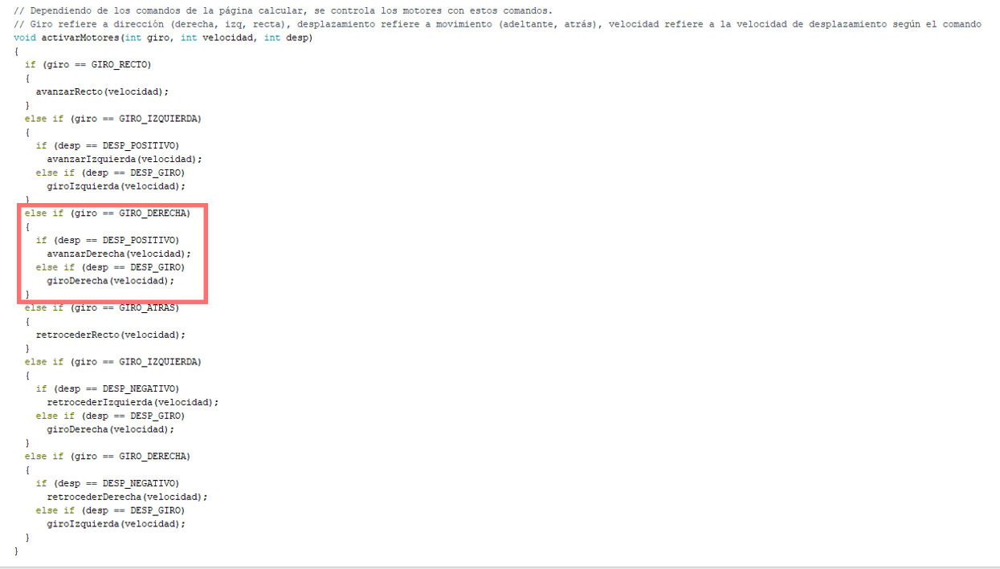 // Dependiendo de los comandos de la página calcular, se controla los motores con estos comandos.
// Giro refiere a dirección (derecha, izq, recta), desplazamiento refiere a movimiento (adeltante, atrás), velocidad refiere a la velocidad de desplazamiento según el comando
void activarMotores(int giro, int velocidad, int desp)
{
  if (giro == GIRO_RECTO)
  {
    avanzarRecto(velocidad);
  }
  else if (giro == GIRO_IZQUIERDA)
  {
    if (desp == DESP_POSITIVO)
      avanzarIzquierda(velocidad);
    else if (desp == DESP_GIRO)
      giroIzquierda(velocidad);
  }
  else if (giro == GIRO_DERECHA)
  {
    if (desp == DESP_POSITIVO)
      avanzarDerecha(velocidad);
    else if (desp == DESP_GIRO)
      giroDerecha(velocidad);
  }
  else if (giro == GIRO_ATRAS)
  {
    retrocederRecto(velocidad);
  }
  else if (giro == GIRO_IZQUIERDA)
  {
    if (desp == DESP_NEGATIVO)
      retrocederIzquierda(velocidad);
    else if (desp == DESP_GIRO)
      giroDerecha(velocidad);
  }
  else if (giro == GIRO_DERECHA)
  {
    if (desp == DESP_NEGATIVO)
      retrocederDerecha(velocidad);
    else if (desp == DESP_GIRO)
      giroIzquierda(velocidad);
  }
}